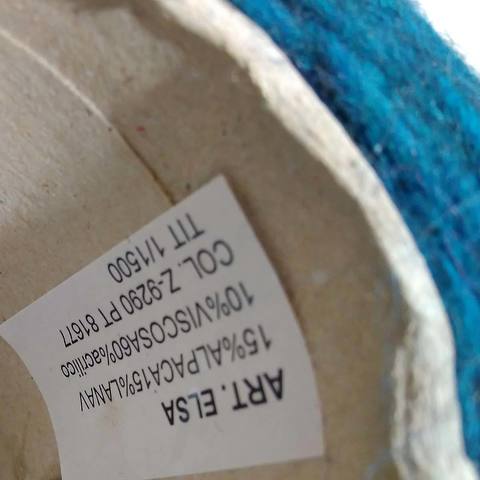 ART. ELSA
15%ALPACA15%LANAV
10%VISCOSA60%acrilico
COL. Z-9290 PT 81677
TIT 1/1500